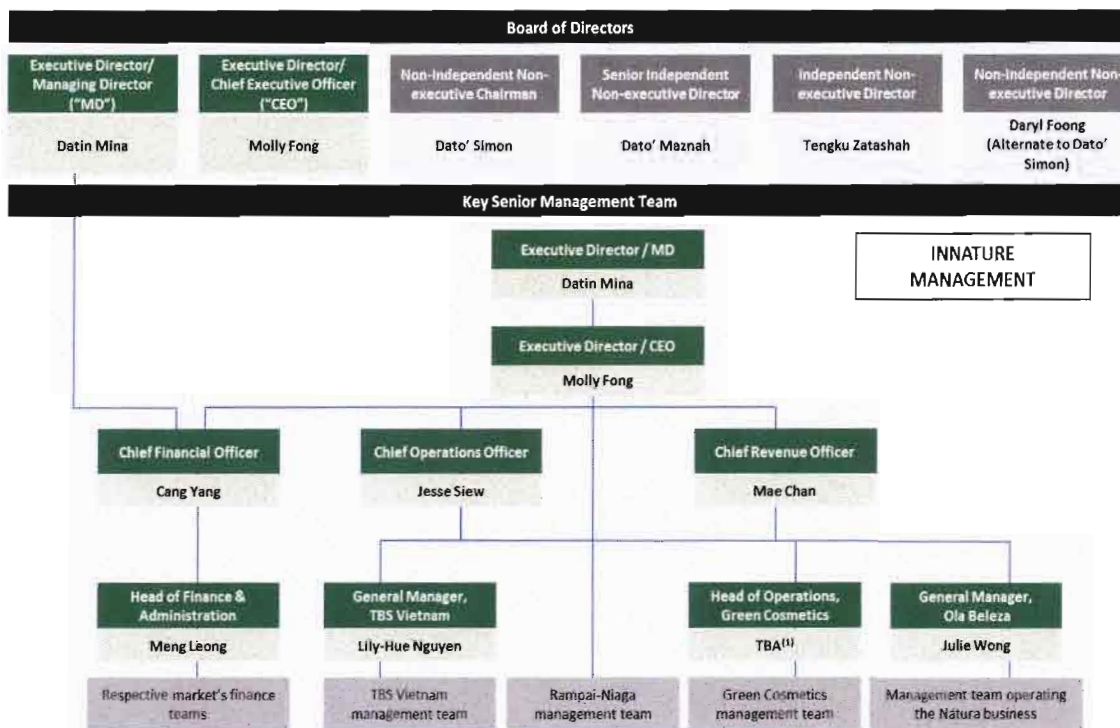 Board of Directors
Executive Director/
Managing Director
("MD")
Datin Mina
Executive Director/
Chief Executive Officer
("CEO")
Molly Fong
Non-Independent Non-
executive Chairman
Dato' Simon
Senior Independent
Non-executive Director
Dato' Maznah
Independent Non-
executive Director
Tengku Zatashah
Non-Independent Non-
executive Director
Daryl Foong
(Alternate to Dato'
Simon)
Key Senior Management Team
INNATURE
MANAGEMENT
Executive Director / MD
Datin Mina
Executive Director / CEO
Molly Fong
Chief Financial Officer
Cang Yang
Chief Operations Officer
Jesse Siew
Chief Revenue Officer
Mae Chan
Head of Finance &
Administration
Meng Leong
General Manager,
TBS Vietnam
Lily-Hue Nguyen
Head of Operations,
Green Cosmetics
TBA(1)
General Manager,
Ola Beleza
Julie Wong
Respective market's finance
teams
TBS Vietnam
management team
Rampai-Niaga
management team
Green Cosmetics
management team
Management team operating
the Natura business